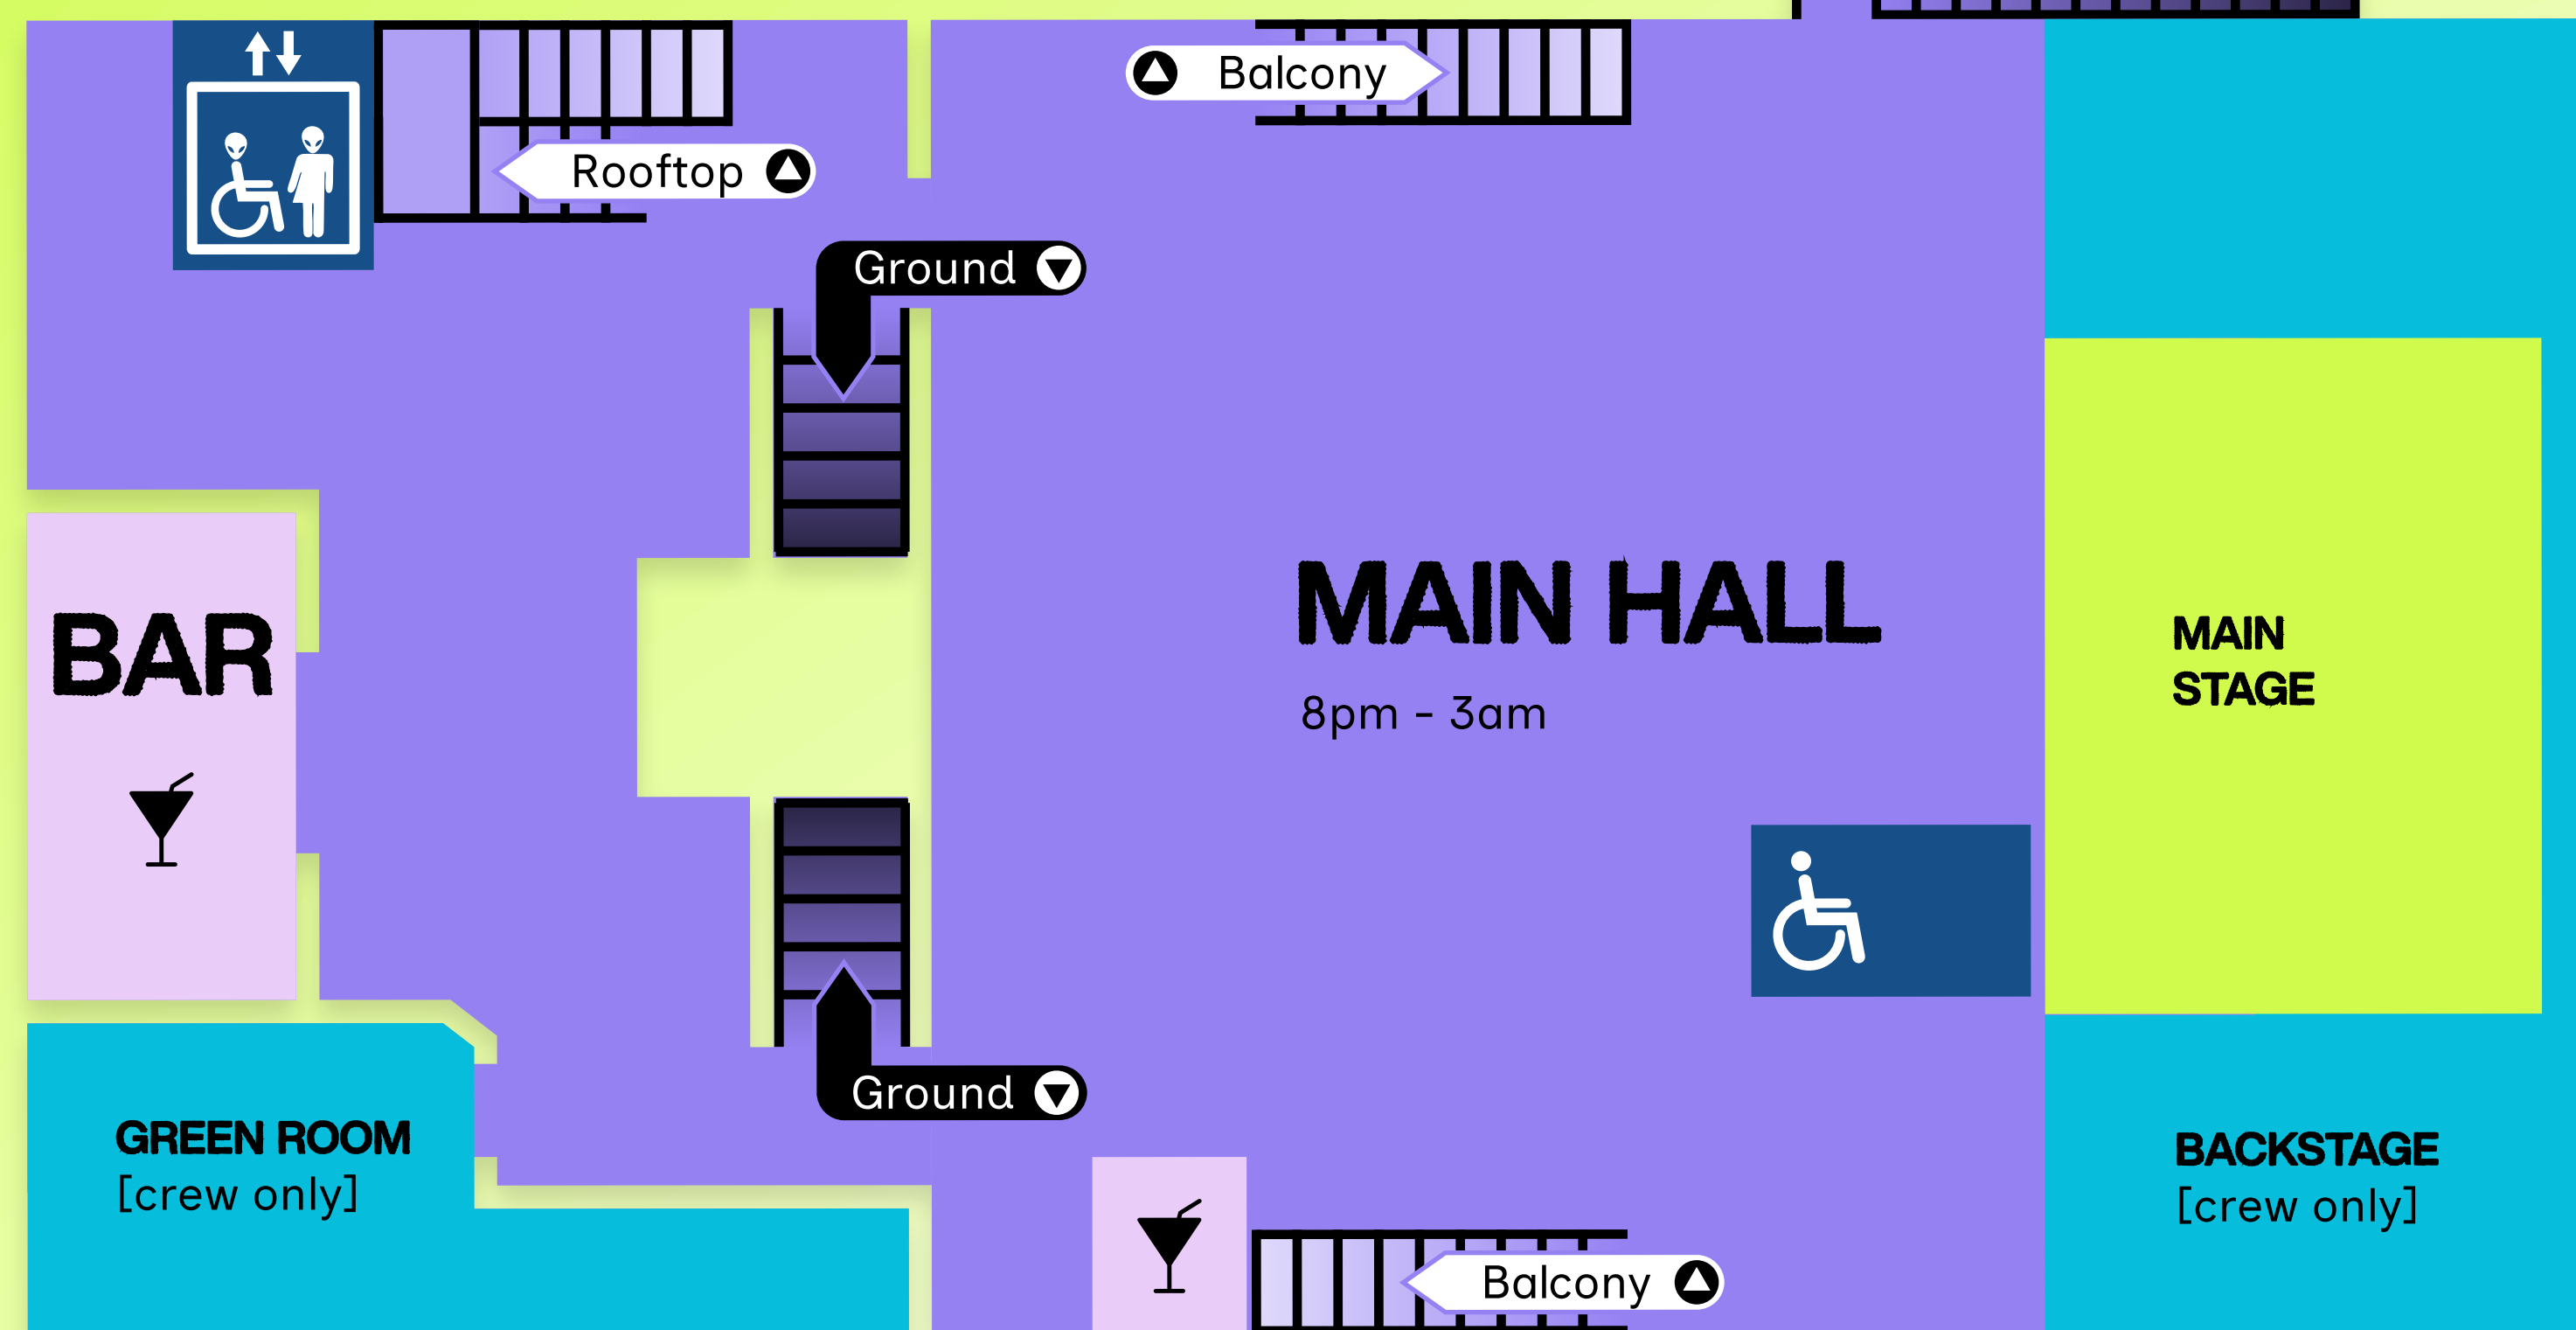 Balcony
Rooftop
Ground
MAIN HALL
8pm - 3am
BAR
MAIN
STAGE
Ground
GREEN ROOM
[crew only]
BACKSTAGE
[crew only]
Balcony